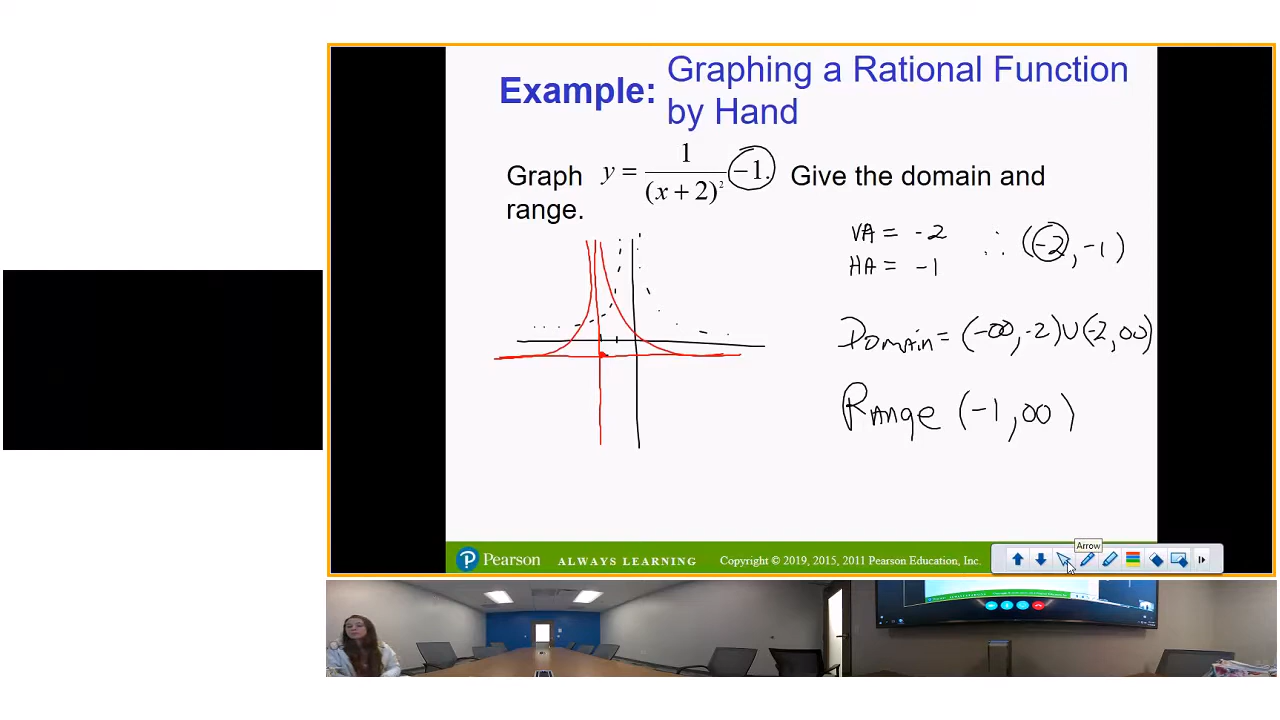 Example: Graphing a Rational Function
by Hand
Graph y = 1/(x + 2)² −1. Give the domain and
range.
VA = -2 ∴ (-2, -1)
HA = -1
Domain = (-∞, -2)∪(-2, ∞)
Range (-1, ∞)
Arrow
Pearson ALWAYS LEARNING Copyright © 2019, 2015, 2011 Pearson Education, Inc.